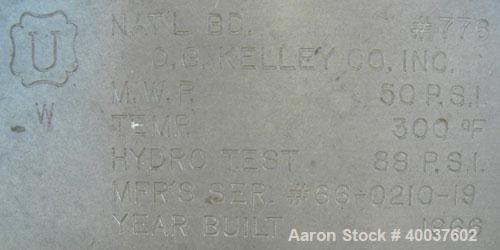 NAT'L BD. #776
U
O.G. KELLEY CO. INC.
W
M.W.P. 50 P.S.I.
TEMP. 300 °F
HYDRO TEST 88 P.S.I.
MFR'S SER. #66-0210-19
YEAR BUILT 1966
Aaron Stock # 40037602